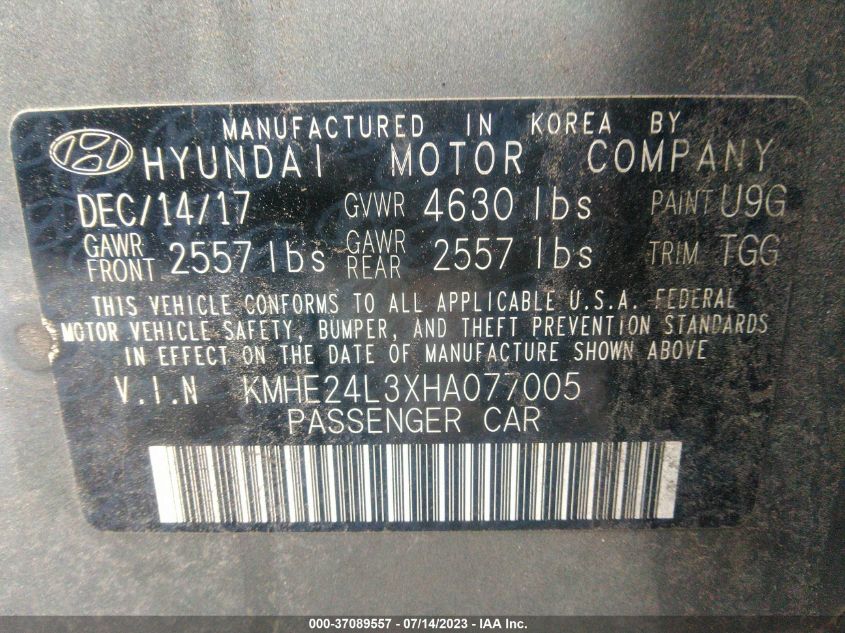 MANUFACTURED IN KOREA BY
HYUNDAI MOTOR COMPANY
DEC/14/17 GVWR 4630 lbs PAINT U9G
GAWR FRONT 2557 lbs GAWR REAR 2557 lbs TRIM TGG
THIS VEHICLE CONFORMS TO ALL APPLICABLE U.S.A. FEDERAL
MOTOR VEHICLE SAFETY, BUMPER, AND THEFT PREVENTION STANDARDS
IN EFFECT ON THE DATE OF MANUFACTURE SHOWN ABOVE
V.I.N KMHE24L3XHA077005
PASSENGER CAR
000-37089557 - 07/14/2023 - IAA Inc.